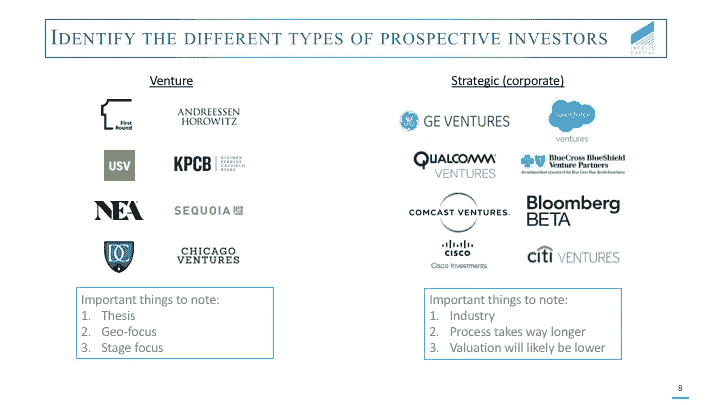 IDENTIFY THE DIFFERENT TYPES OF PROSPECTIVE INVESTORS
INTELIS
CAPITAL
Venture
First
Round
ANDREESSEN
HOROWITZ
USV
KPCB
KLEINER
PERKINS
CAUFIELD
BYERS
NEA
SEQUOIA
DC
CHICAGO
VENTURES
Important things to note:
1. Thesis
2. Geo-focus
3. Stage focus
Strategic (corporate)
GE VENTURES
salesforce
ventures
QUALCOMM
VENTURES
BlueCross BlueShield
Venture Partners
An Independent Licensee of the Blue Cross Blue Shield Association
COMCAST VENTURES
Bloomberg
BETA
CISCO
Cisco Investments
citi VENTURES
Important things to note:
1. Industry
2. Process takes way longer
3. Valuation will likely be lower
8